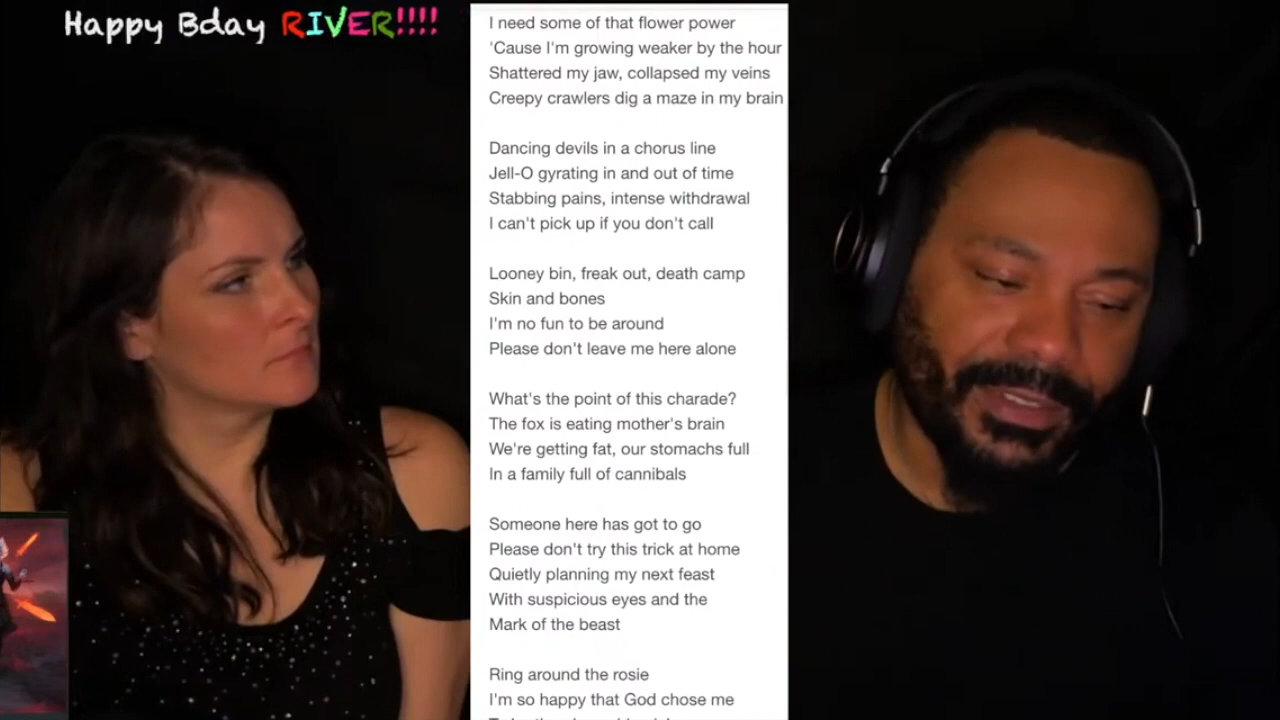 Happy Bday RIVER!!!!
I need some of that flower power
'Cause I'm growing weaker by the hour
Shattered my jaw, collapsed my veins
Creepy crawlers dig a maze in my brain
Dancing devils in a chorus line
Jell-O gyrating in and out of time
Stabbing pains, intense withdrawal
I can't pick up if you don't call
Looney bin, freak out, death camp
Skin and bones
I'm no fun to be around
Please don't leave me here alone
What's the point of this charade?
The fox is eating mother's brain
We're getting fat, our stomachs full
In a family full of cannibals
Someone here has got to go
Please don't try this trick at home
Quietly planning my next feast
With suspicious eyes and the
Mark of the beast
Ring around the rosie
I'm so happy that God chose me